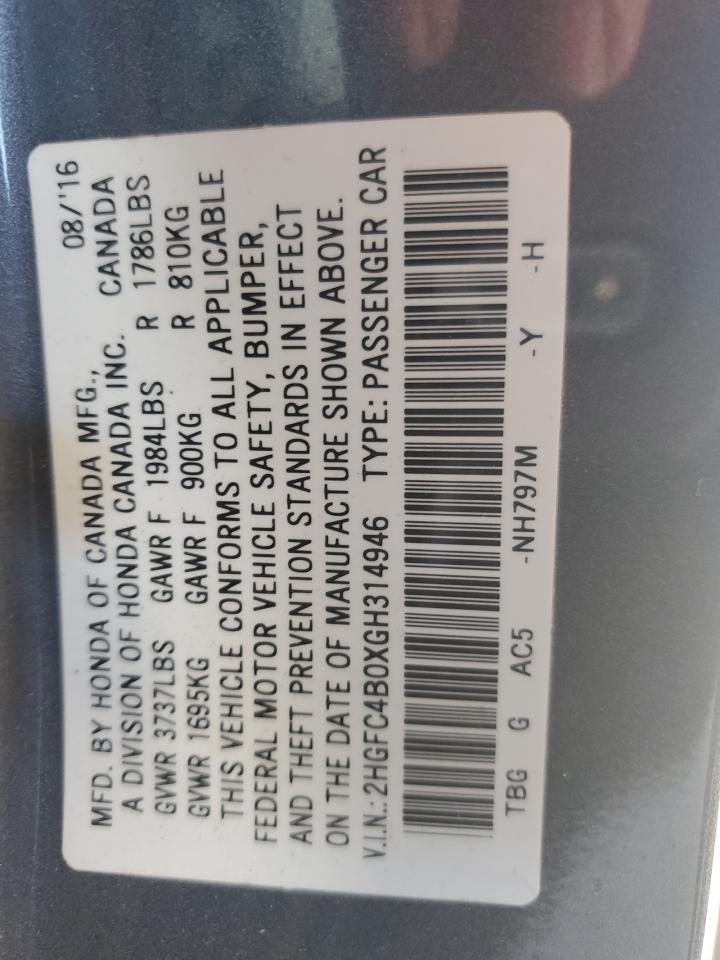 MFD. BY HONDA OF CANADA MFG., 08/'16
A DIVISION OF HONDA CANADA INC. CANADA
GVWR 3737LBS GAWR F 1984LBS R 1786LBS
GVWR 1695KG GAWR F 900KG R 810KG
THIS VEHICLE CONFORMS TO ALL APPLICABLE
FEDERAL MOTOR VEHICLE SAFETY, BUMPER,
AND THEFT PREVENTION STANDARDS IN EFFECT
ON THE DATE OF MANUFACTURE SHOWN ABOVE.
V.I.N.: 2HGFC4B0XGH314946 TYPE: PASSENGER CAR
TBG G AC5 -NH797M -Y -H